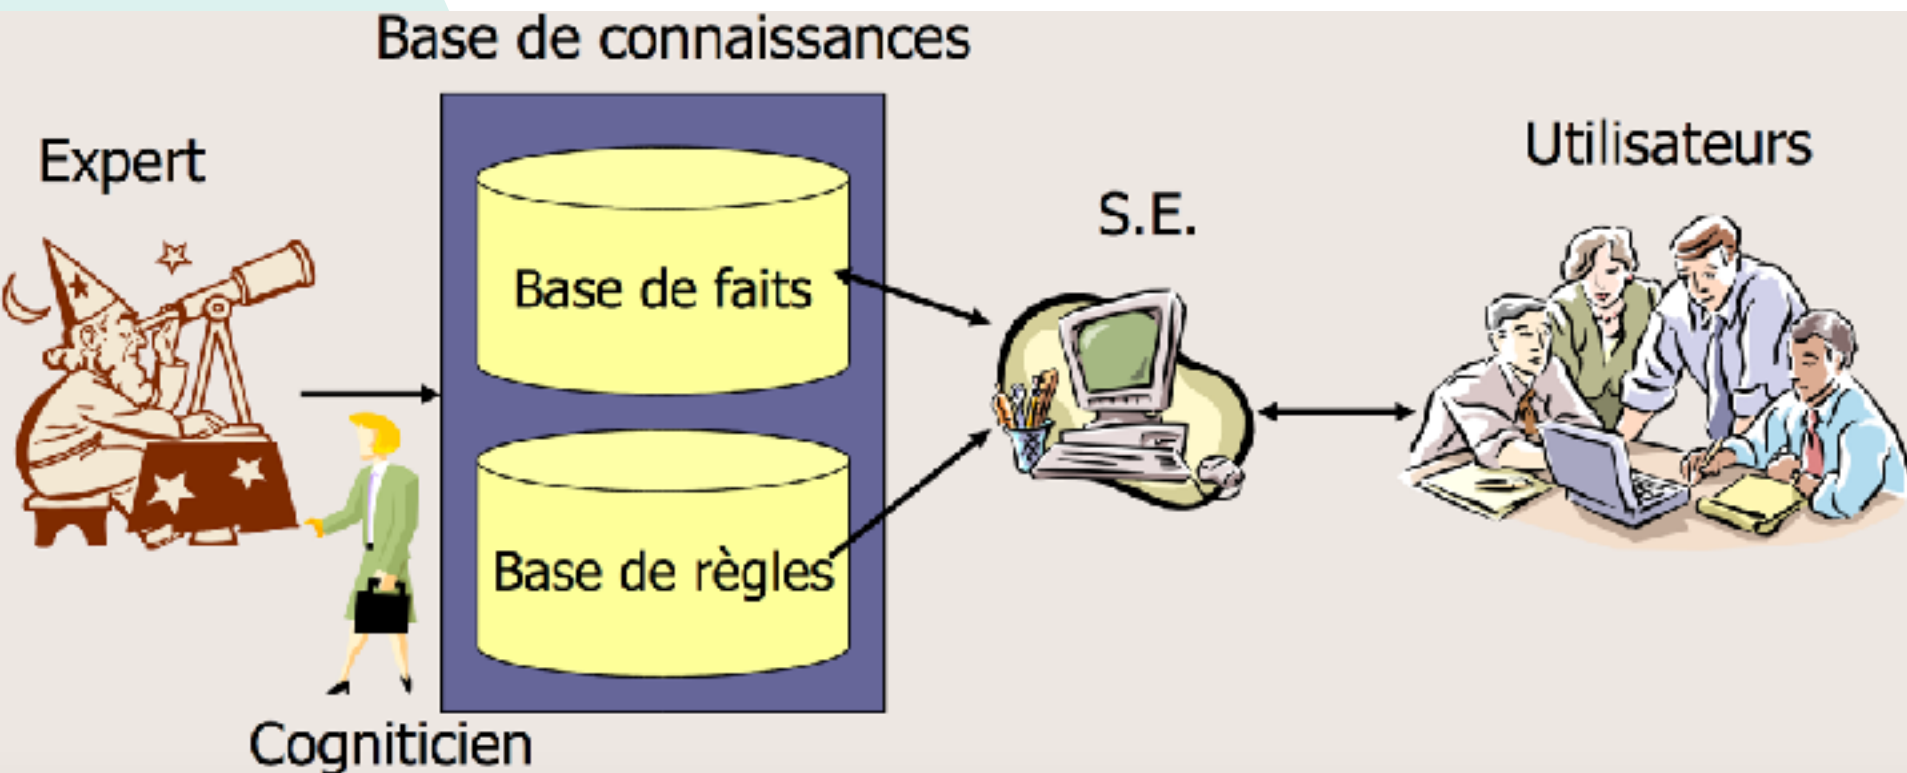 Base de connaissances
Expert
Utilisateurs
S.E.
Base de faits
Base de règles
Cogniticien